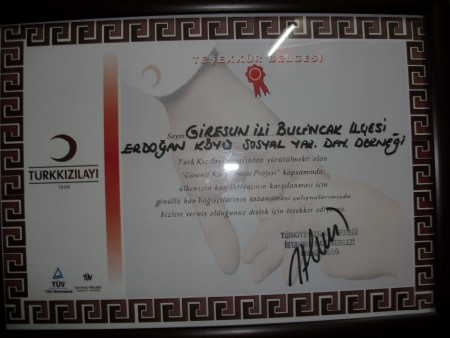 TEŞEKKÜR BELGESİ
Sayın; GİRESUN İLİ BULANCAK İLÇESİ
ERDOĞAN KÖYÜ SOSYAL YAR. DAY. DERNEĞİ
Türk Kızılayı tarafından yürütülmekte olan
"Güvenli Kan Temini Projesi" kapsamında;
ülkemizin kan ihtiyacının karşılanması için
gönüllü kan bağışçılarının kazanılması çalışmalarımızda
bizlere vermiş olduğunuz destek için teşekkür ederiz.
TÜRKKIZILAYI
1868
TÜV
TÜV